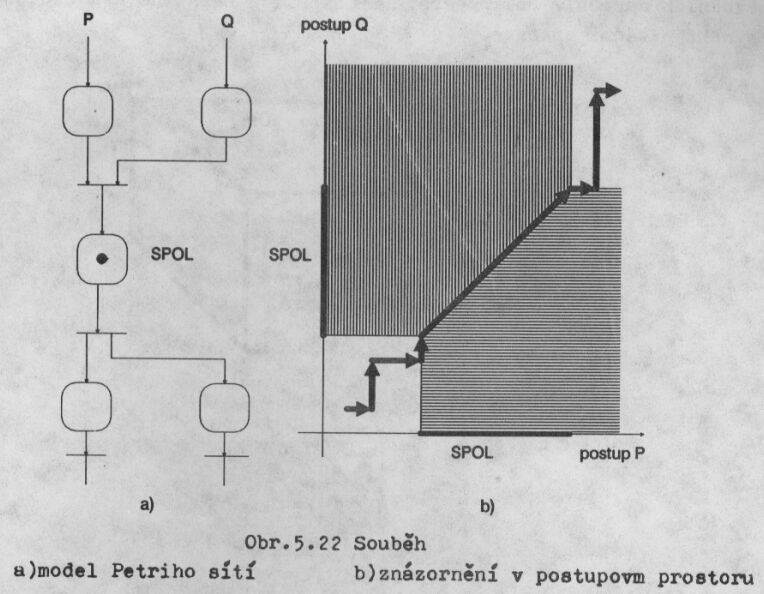 P
Q
postup Q
SPOL
SPOL
SPOL
postup P
a)
b)
Obr.5.22 Souběh
a)model Petriho sítí
b)znázornění v postupovm prostoru